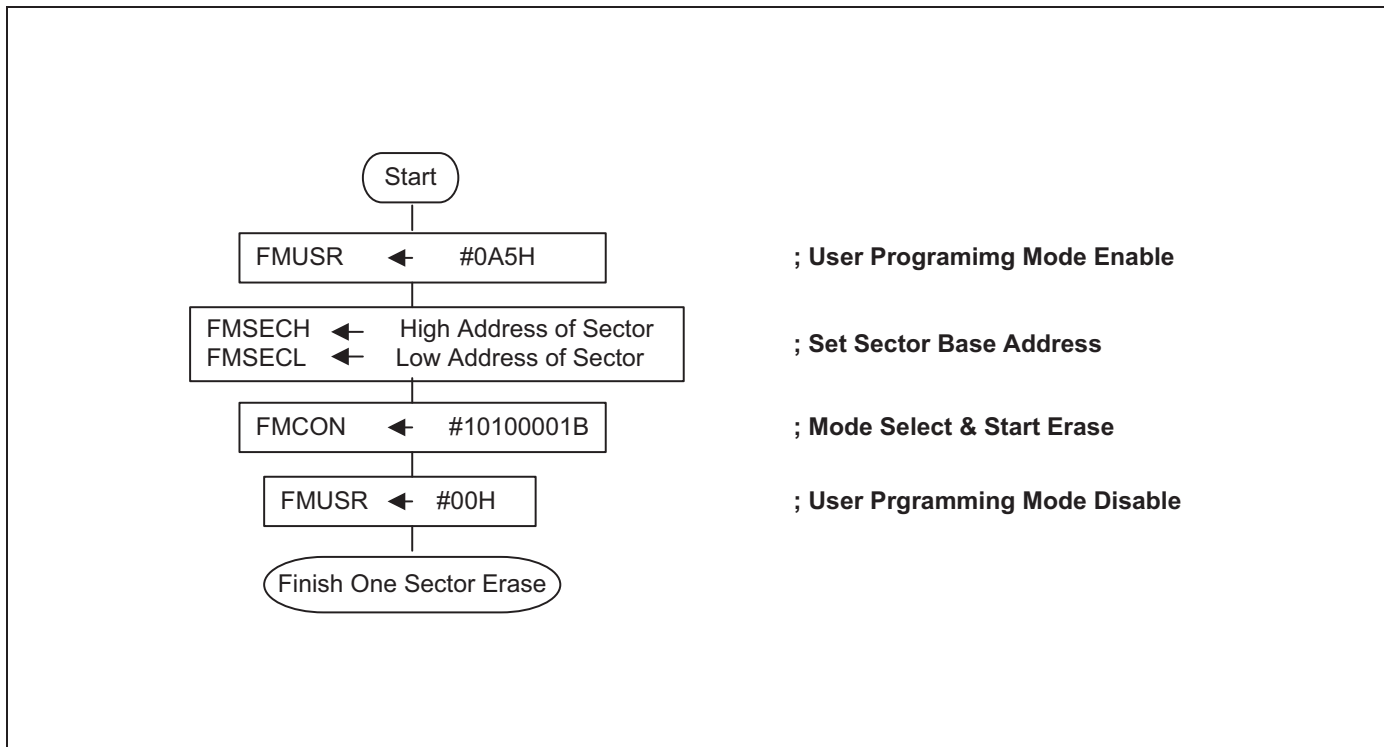 Start
FMUSR ← #0A5H ; User Programimg Mode Enable
FMSECH ← High Address of Sector
FMSECL ← Low Address of Sector
; Set Sector Base Address
FMCON ← #10100001B ; Mode Select & Start Erase
FMUSR ← #00H ; User Prgramming Mode Disable
Finish One Sector Erase